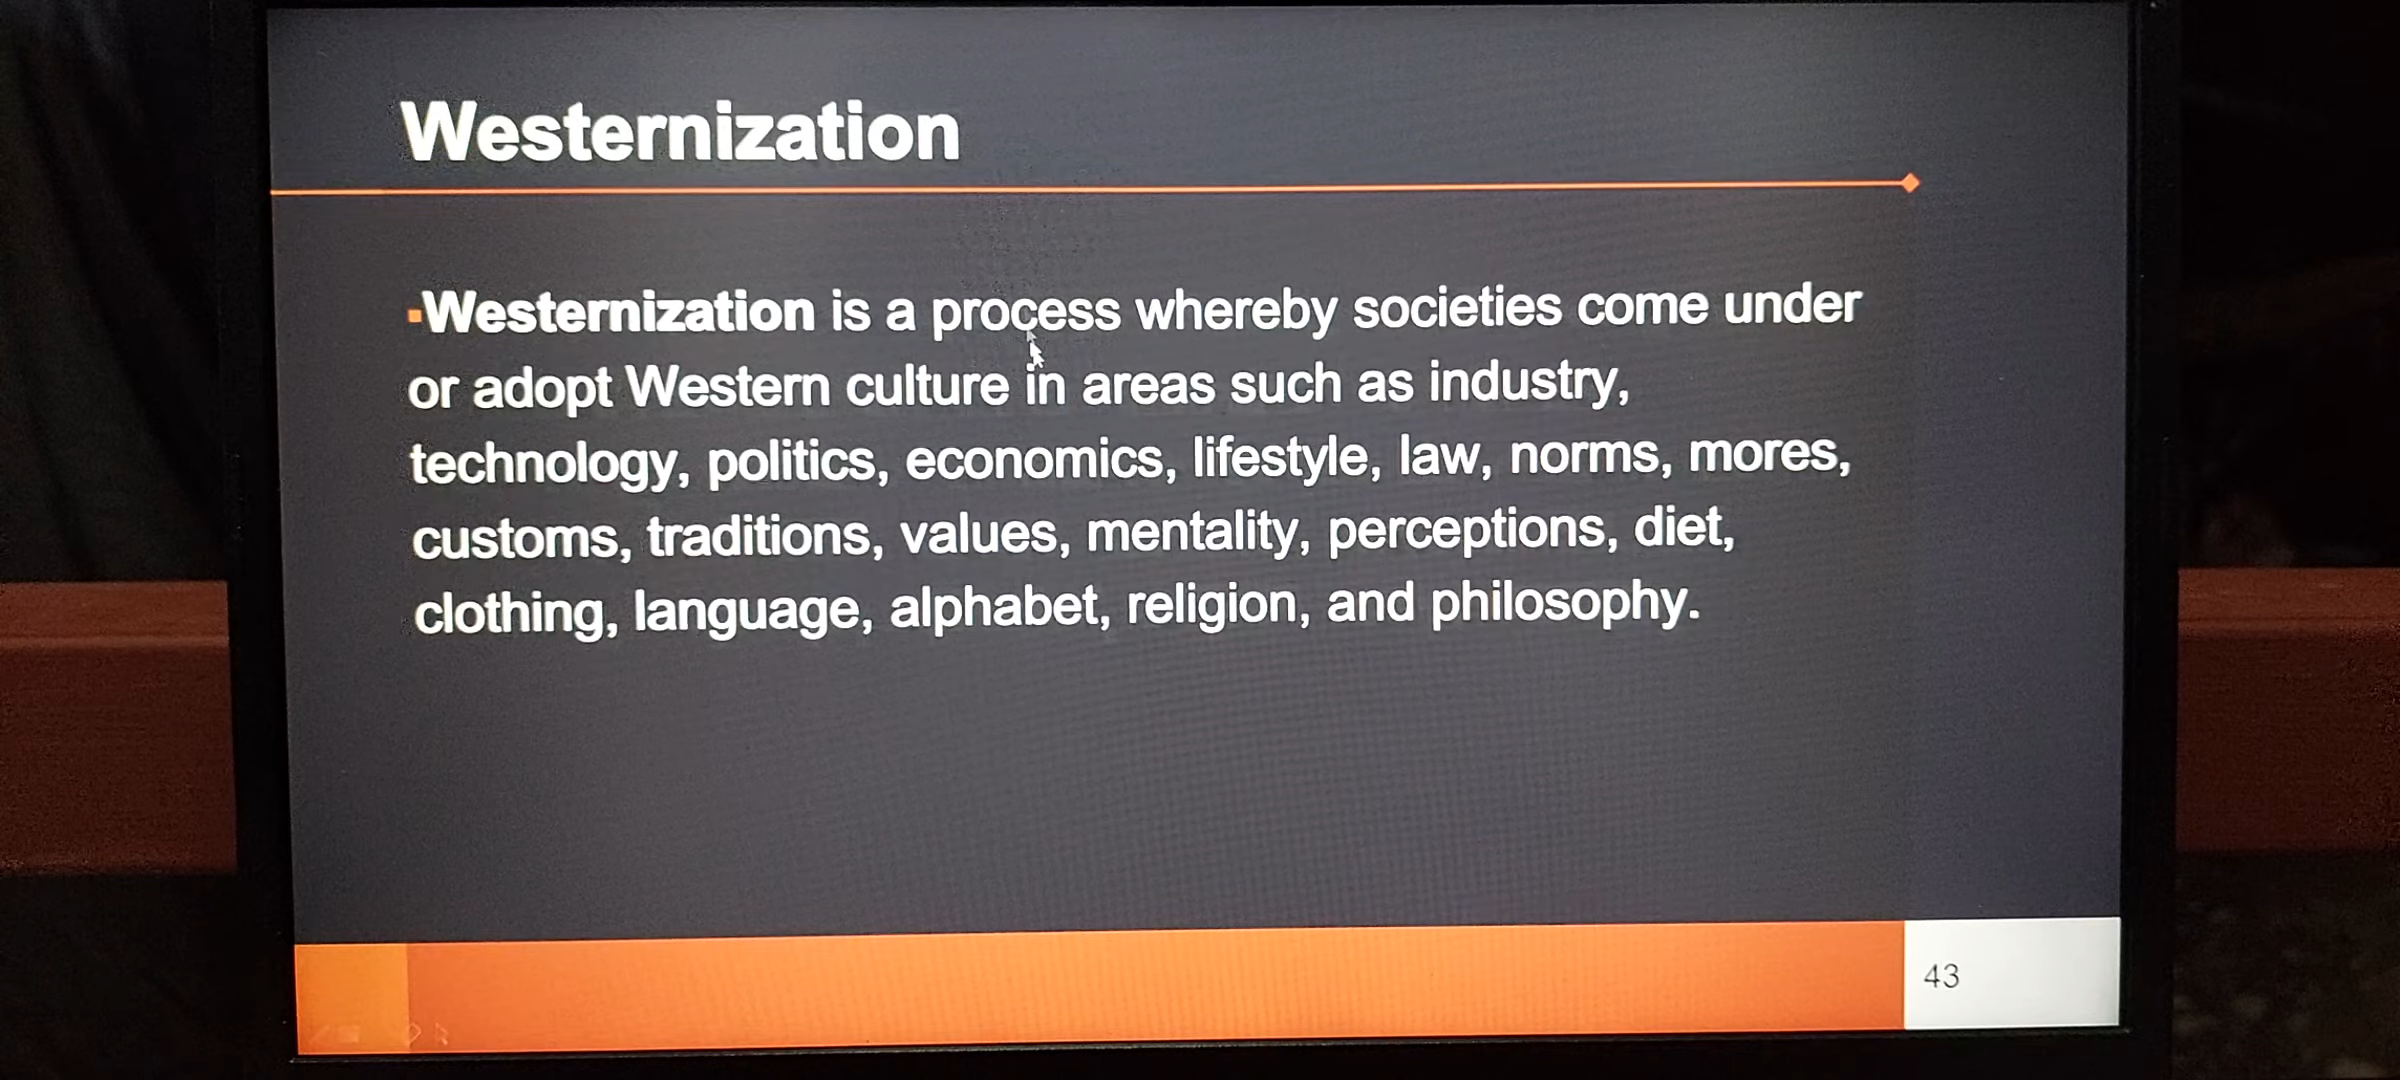 Westernization
▪Westernization is a process whereby societies come under
or adopt Western culture in areas such as industry,
technology, politics, economics, lifestyle, law, norms, mores,
customs, traditions, values, mentality, perceptions, diet,
clothing, language, alphabet, religion, and philosophy.
43